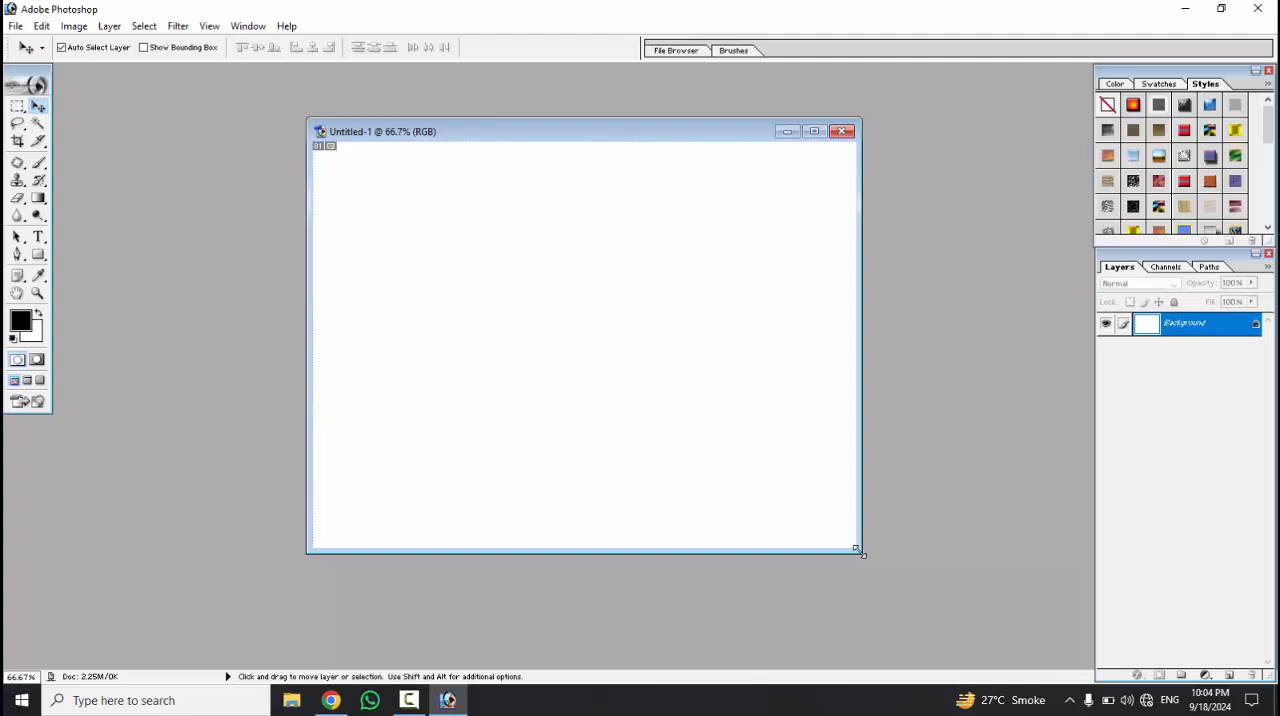 Adobe Photoshop
File Edit Image Layer Select Filter View Window Help
Auto Select Layer Show Bounding Box File Browser Brushes
Color Swatches Styles
Untitled-1 @ 66.7% (RGB)
01
Layers Channels Paths
Normal Opacity: 100%
Lock: Fill: 100%
Background
66.67% Doc: 2.25M/0K Click and drag to move layer or selection. Use Shift and Alt for additional options.
Type here to search 27°C Smoke ENG 10:04 PM
9/18/2024